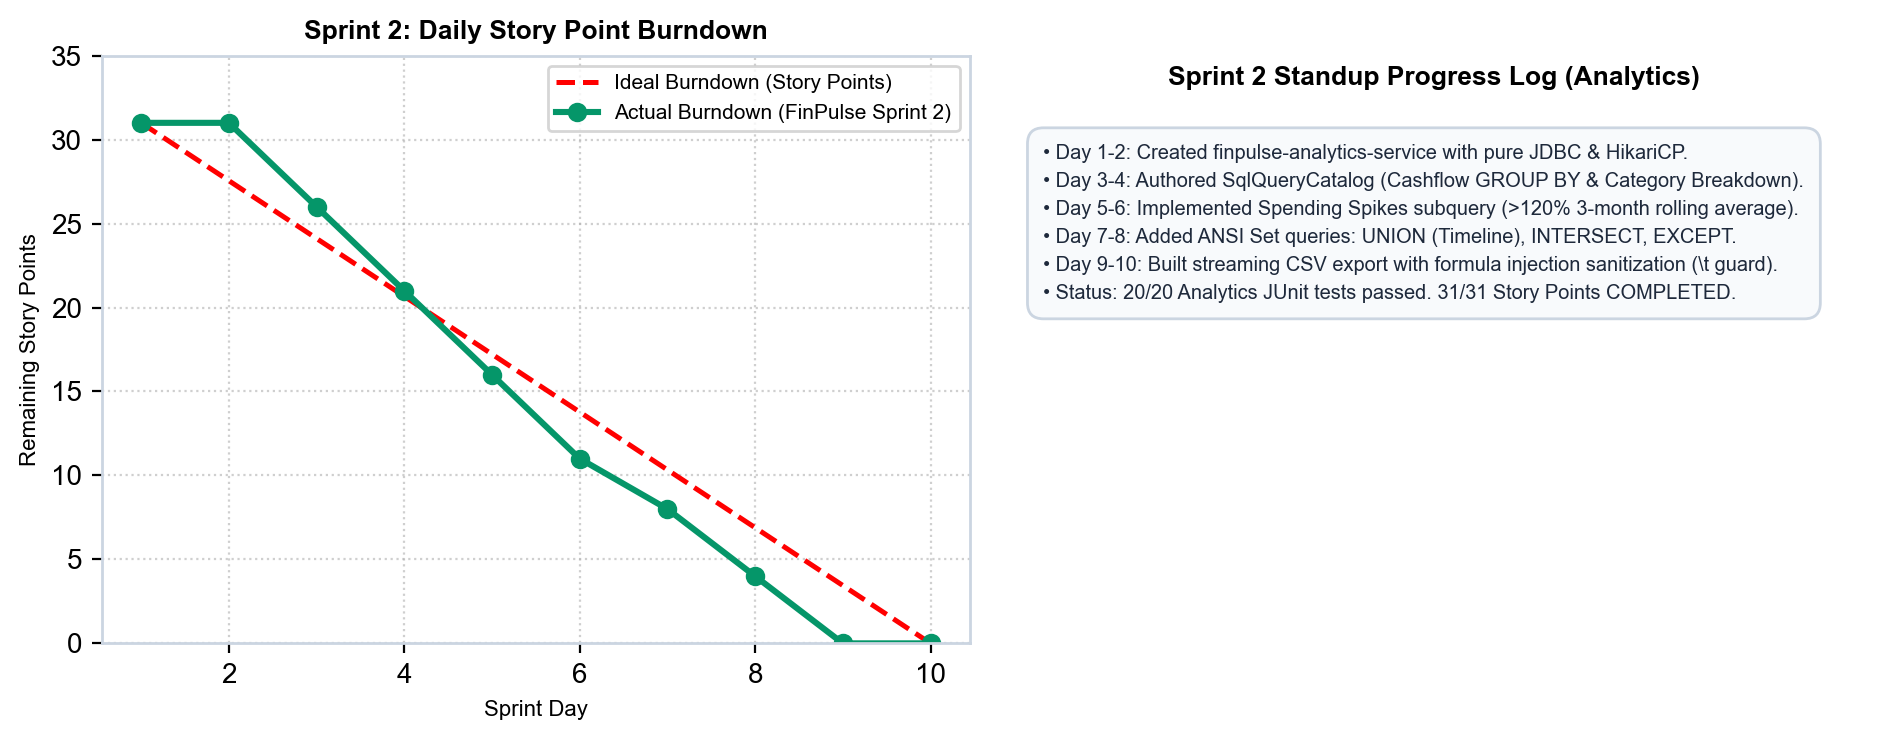 Sprint 2: Daily Story Point Burndown
35
30
25
20
15
10
5
0
Remaining Story Points
2
4
6
8
10
Sprint Day
Ideal Burndown (Story Points)
Actual Burndown (FinPulse Sprint 2)
Sprint 2 Standup Progress Log (Analytics)
• Day 1-2: Created finpulse-analytics-service with pure JDBC & HikariCP.
• Day 3-4: Authored SqlQueryCatalog (Cashflow GROUP BY & Category Breakdown).
• Day 5-6: Implemented Spending Spikes subquery (>120% 3-month rolling average).
• Day 7-8: Added ANSI Set queries: UNION (Timeline), INTERSECT, EXCEPT.
• Day 9-10: Built streaming CSV export with formula injection sanitization (\t guard).
• Status: 20/20 Analytics JUnit tests passed. 31/31 Story Points COMPLETED.